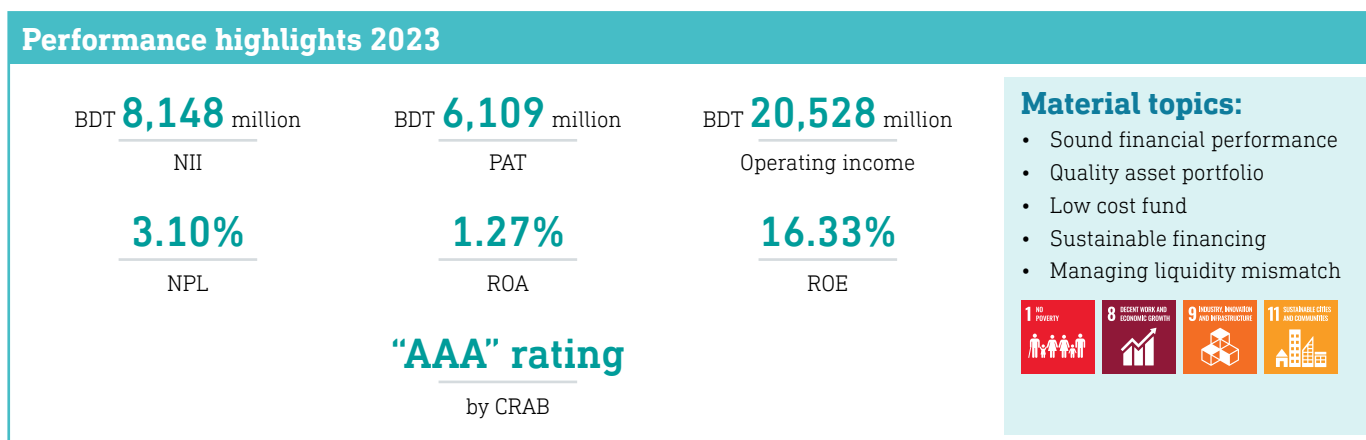 Performance highlights 2023
BDT 8,148 million
NII
BDT 6,109 million
PAT
BDT 20,528 million
Operating income
3.10%
NPL
1.27%
ROA
16.33%
ROE
“AAA” rating
by CRAB
Material topics:
• Sound financial performance
• Quality asset portfolio
• Low cost fund
• Sustainable financing
• Managing liquidity mismatch
1 NO
POVERTY
8 DECENT WORK AND
ECONOMIC GROWTH
9 INDUSTRY, INNOVATION
AND INFRASTRUCTURE
11 SUSTAINABLE CITIES
AND COMMUNITIES